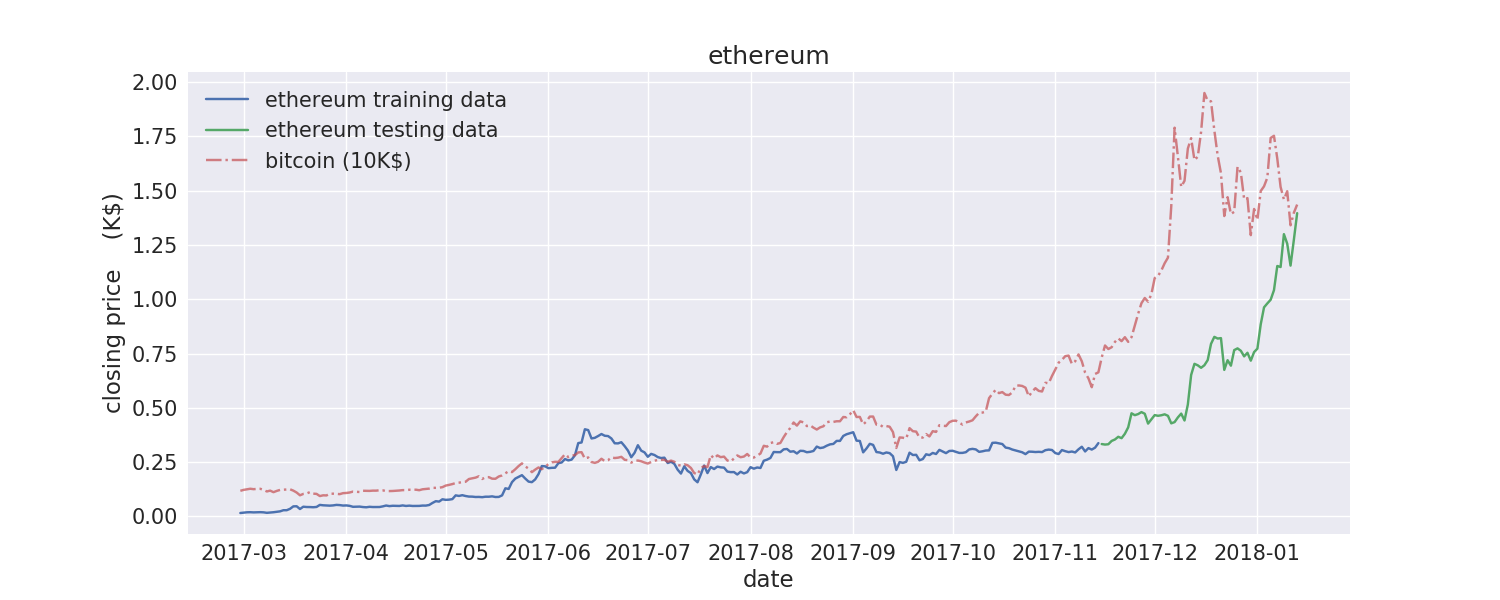 ethereum
2.00
1.75
1.50
1.25
1.00
0.75
0.50
0.25
0.00
closing price (K$)
ethereum training data
ethereum testing data
bitcoin (10K$)
2017-03 2017-04 2017-05 2017-06 2017-07 2017-08 2017-09 2017-10 2017-11 2017-12 2018-01
date